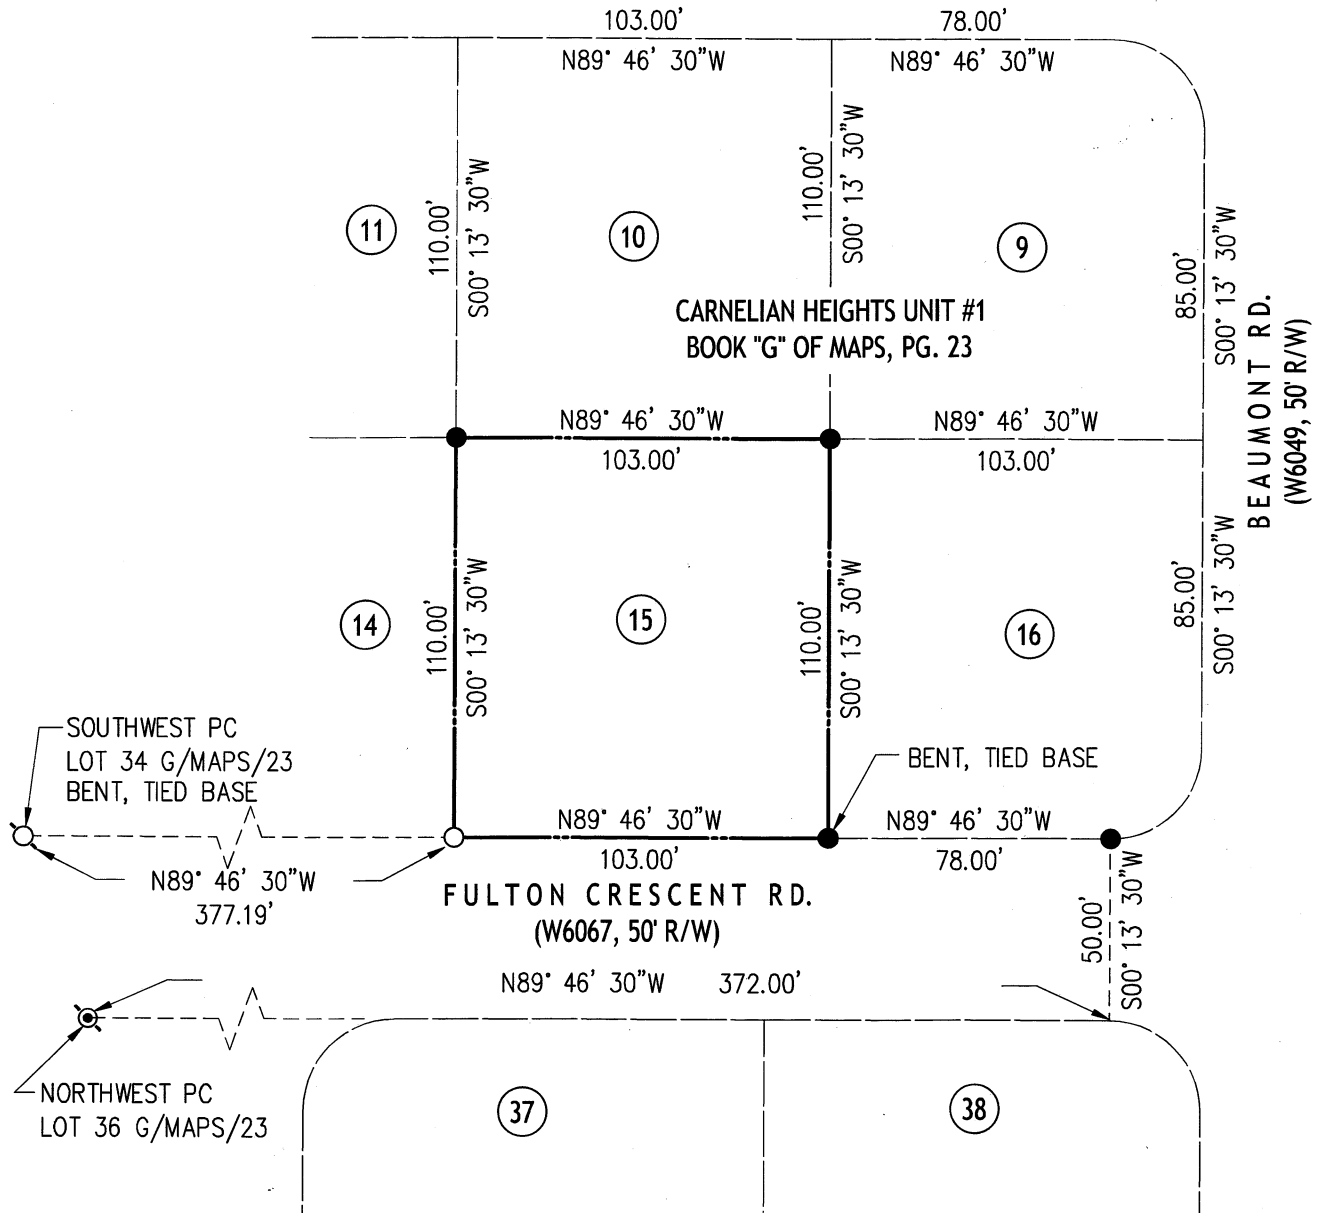 103.00'
78.00'
N89° 46' 30"W
N89° 46' 30"W
110.00'
S00° 13' 30"W
110.00'
S00° 13' 30"W
11
10
9
85.00'
S00° 13' 30"W
CARNELIAN HEIGHTS UNIT #1
BOOK "G" OF MAPS, PG. 23
BEAUMONT RD.
(W6049, 50' R/W)
N89° 46' 30"W
103.00'
N89° 46' 30"W
103.00'
14
110.00'
S00° 13' 30"W
15
110.00'
S00° 13' 30"W
16
85.00'
S00° 13' 30"W
SOUTHWEST PC
LOT 34 G/MAPS/23
BENT, TIED BASE
BENT, TIED BASE
N89° 46' 30"W
103.00'
N89° 46' 30"W
78.00'
N89° 46' 30"W
377.19'
FULTON CRESCENT RD.
(W6067, 50' R/W)
50.00'
S00° 13' 30"W
N89° 46' 30"W 372.00'
NORTHWEST PC
LOT 36 G/MAPS/23
37
38